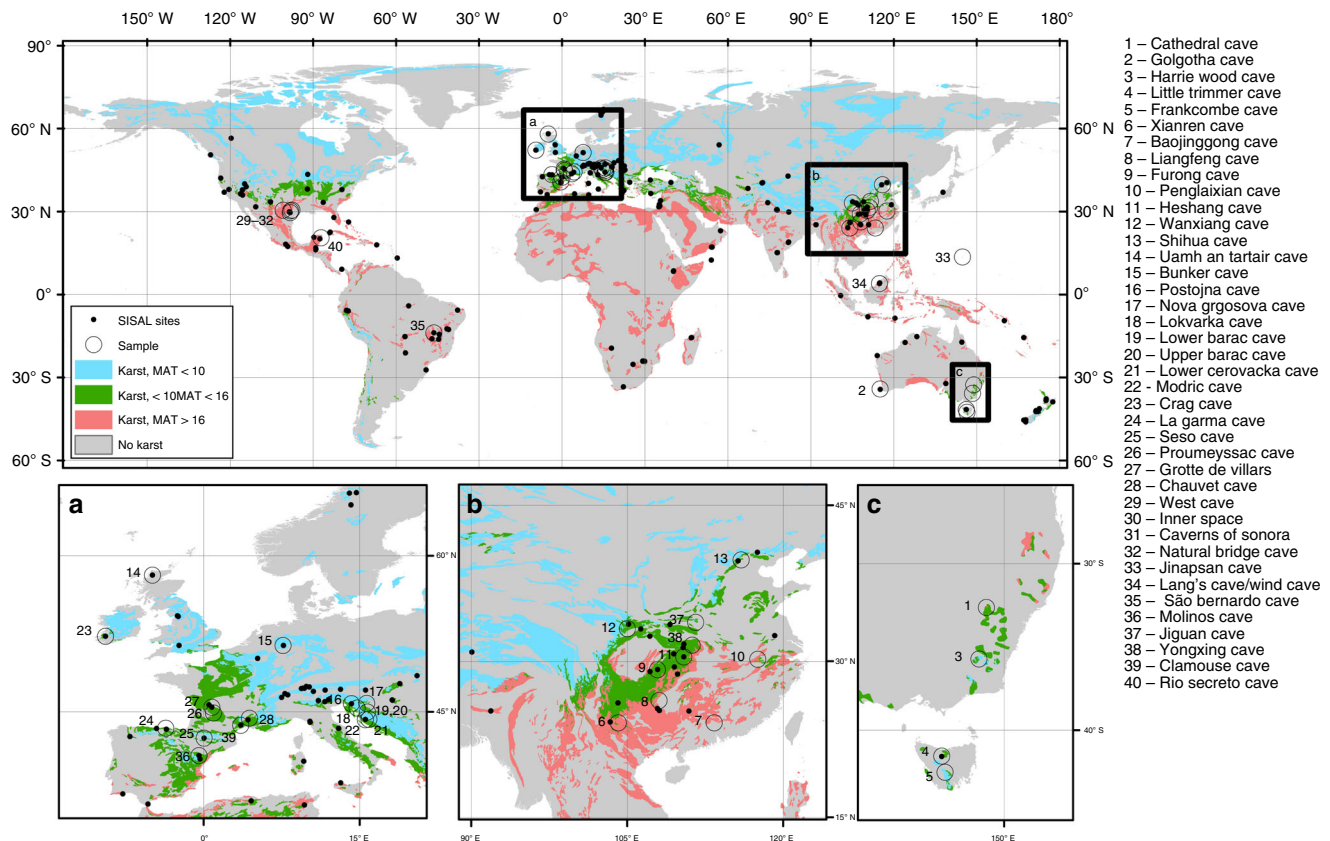 150° W 120° W 90° W 60° W 30° W 0° 30° E 60° E 90° E 120° E 150° E 180° E
90°
60°
30° N
0°
30° S
60° S
60° N
30° N
0°
30° S
60° S
a
b
c
29–32
40
33
34
35
2
SISAL sites
Sample
Karst, MAT < 10
Karst, < 10MAT < 16
Karst, MAT > 16
No karst
1 – Cathedral cave
2 – Golgotha cave
3 – Harrie wood cave
4 – Little trimmer cave
5 – Frankcombe cave
6 – Xianren cave
7 – Baojinggong cave
8 – Liangfeng cave
9 – Furong cave
10 – Penglaixian cave
11 – Heshang cave
12 – Wanxiang cave
13 – Shihua cave
14 – Uamh an tartair cave
15 – Bunker cave
16 – Postojna cave
17 – Nova grgosova cave
18 – Lokvarka cave
19 – Lower barac cave
20 – Upper barac cave
21 – Lower cerovacka cave
22 – Modric cave
23 – Crag cave
24 – La garma cave
25 – Seso cave
26 – Proumeyssac cave
27 – Grotte de villars
28 – Chauvet cave
29 – West cave
30 – Inner space
31 – Caverns of sonora
32 – Natural bridge cave
33 – Jinapsan cave
34 – Lang's cave/wind cave
35 – São bernardo cave
36 – Molinos cave
37 – Jiguan cave
38 – Yongxing cave
39 – Clamouse cave
40 – Rio secreto cave
a
14
23
15
27
26
24
25
39
28
36
16
17
18
19,20
22
21
60° N
45° N
0°
15° E
b
13
12
37
38
11
10
9
8
6
7
45° N
30° N
15° N
90° E
105° E
120° E
c
1
3
4
5
30° S
40° S
150° E